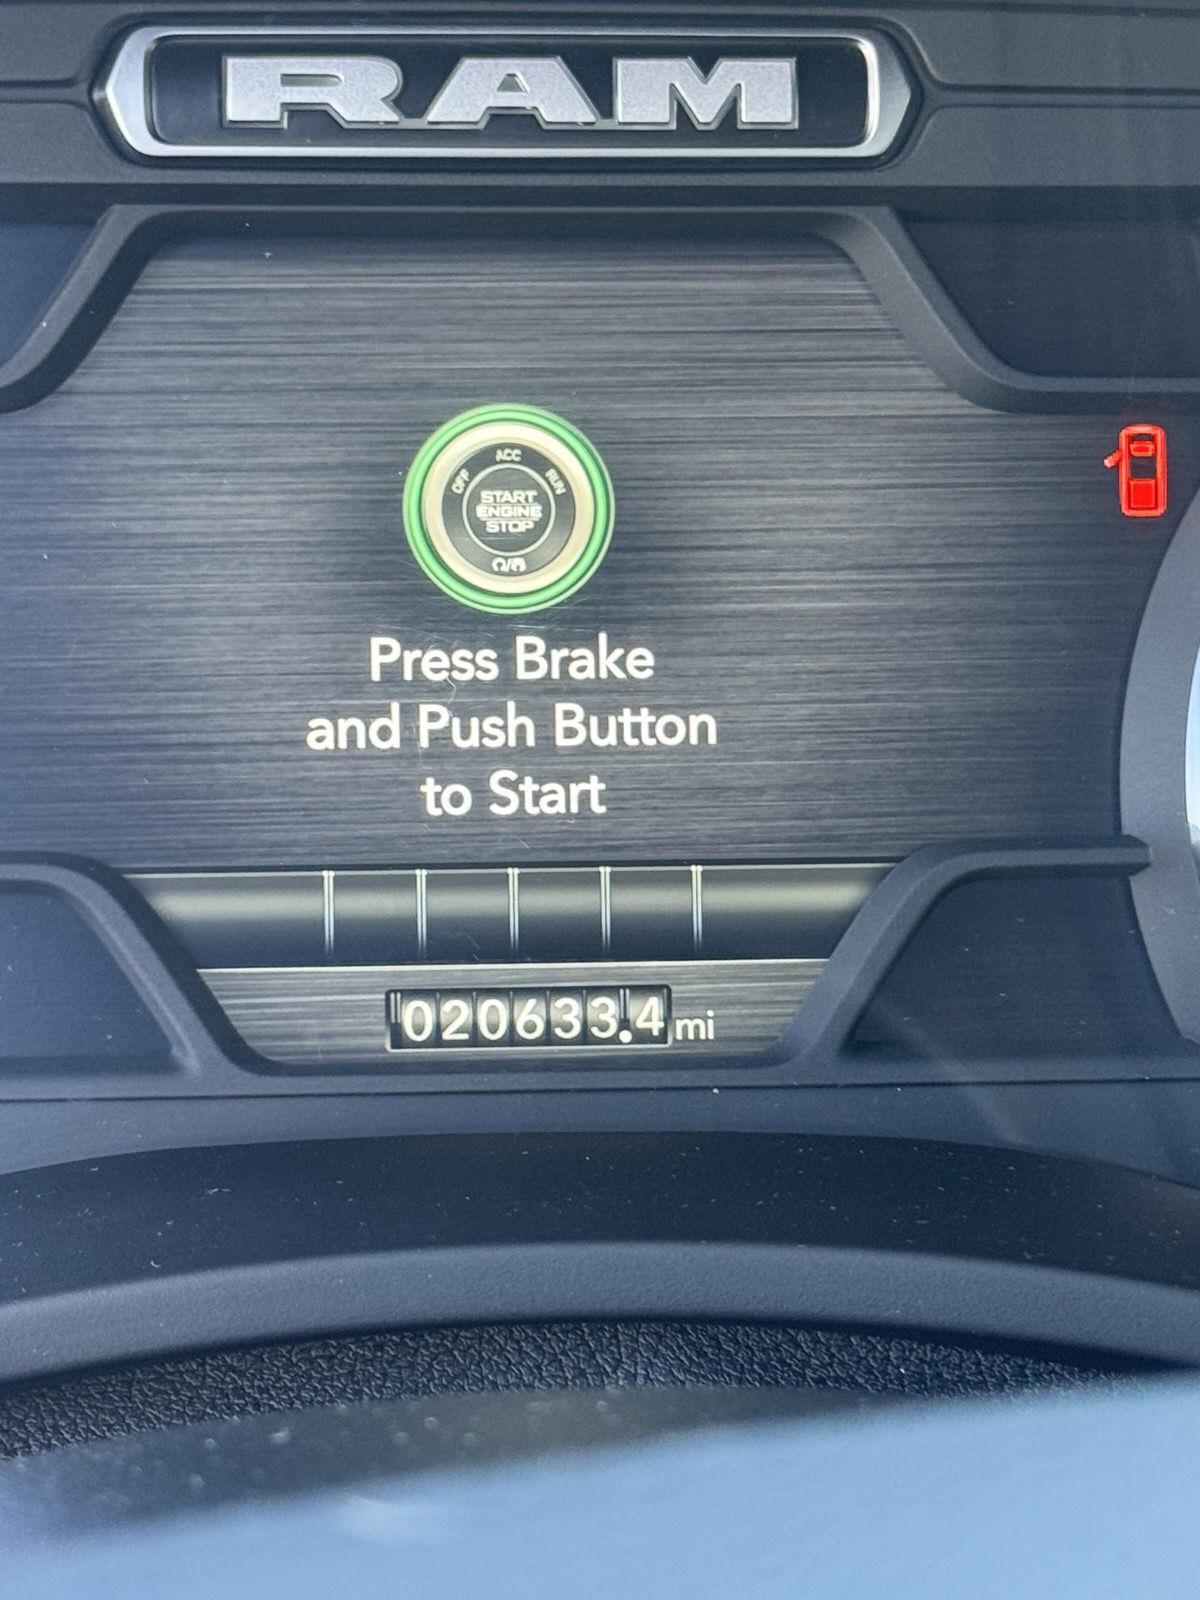 RAM
OFF ACC RUN
START
ENGINE
STOP
Press Brake
and Push Button
to Start
020633.4 mi